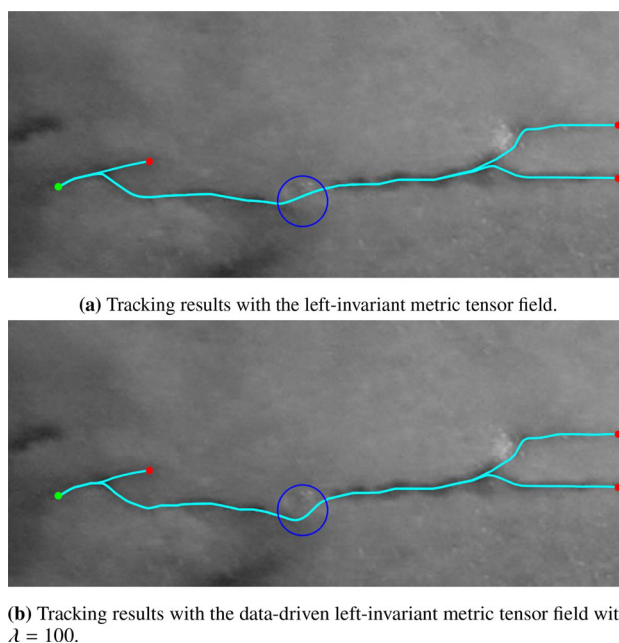 (a) Tracking results with the left-invariant metric tensor field.
(b) Tracking results with the data-driven left-invariant metric tensor field wit
λ = 100.